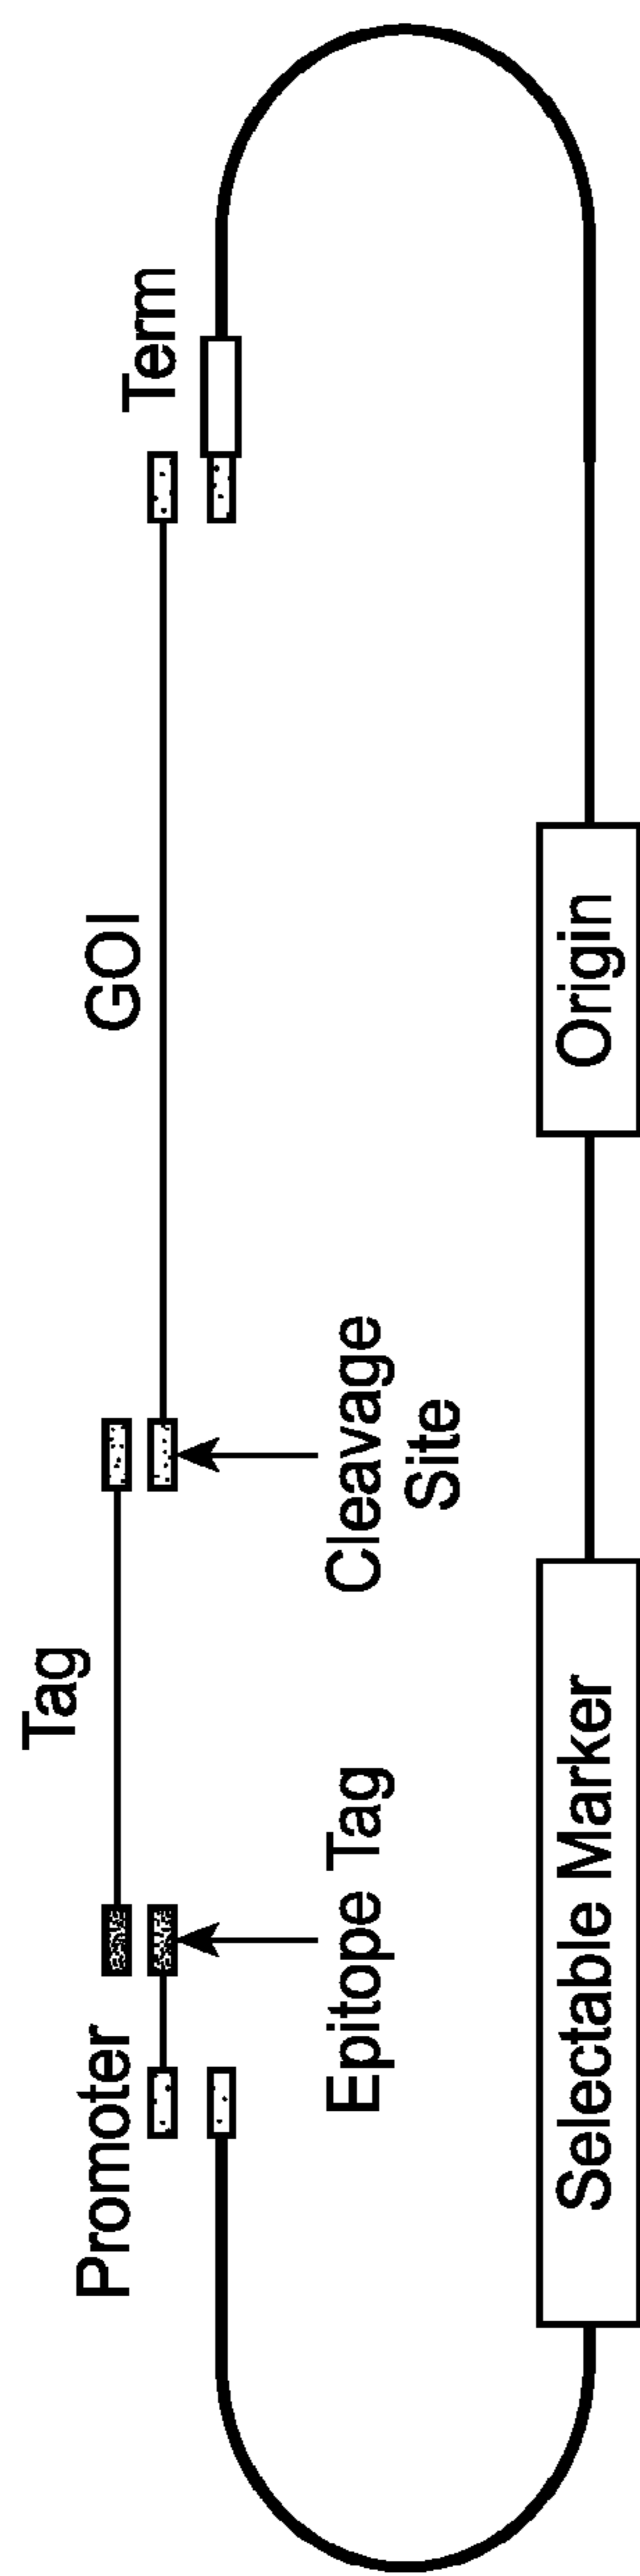 Tag
Promoter
GOI
Term
Epitope Tag
Cleavage
Site
Selectable Marker
Origin